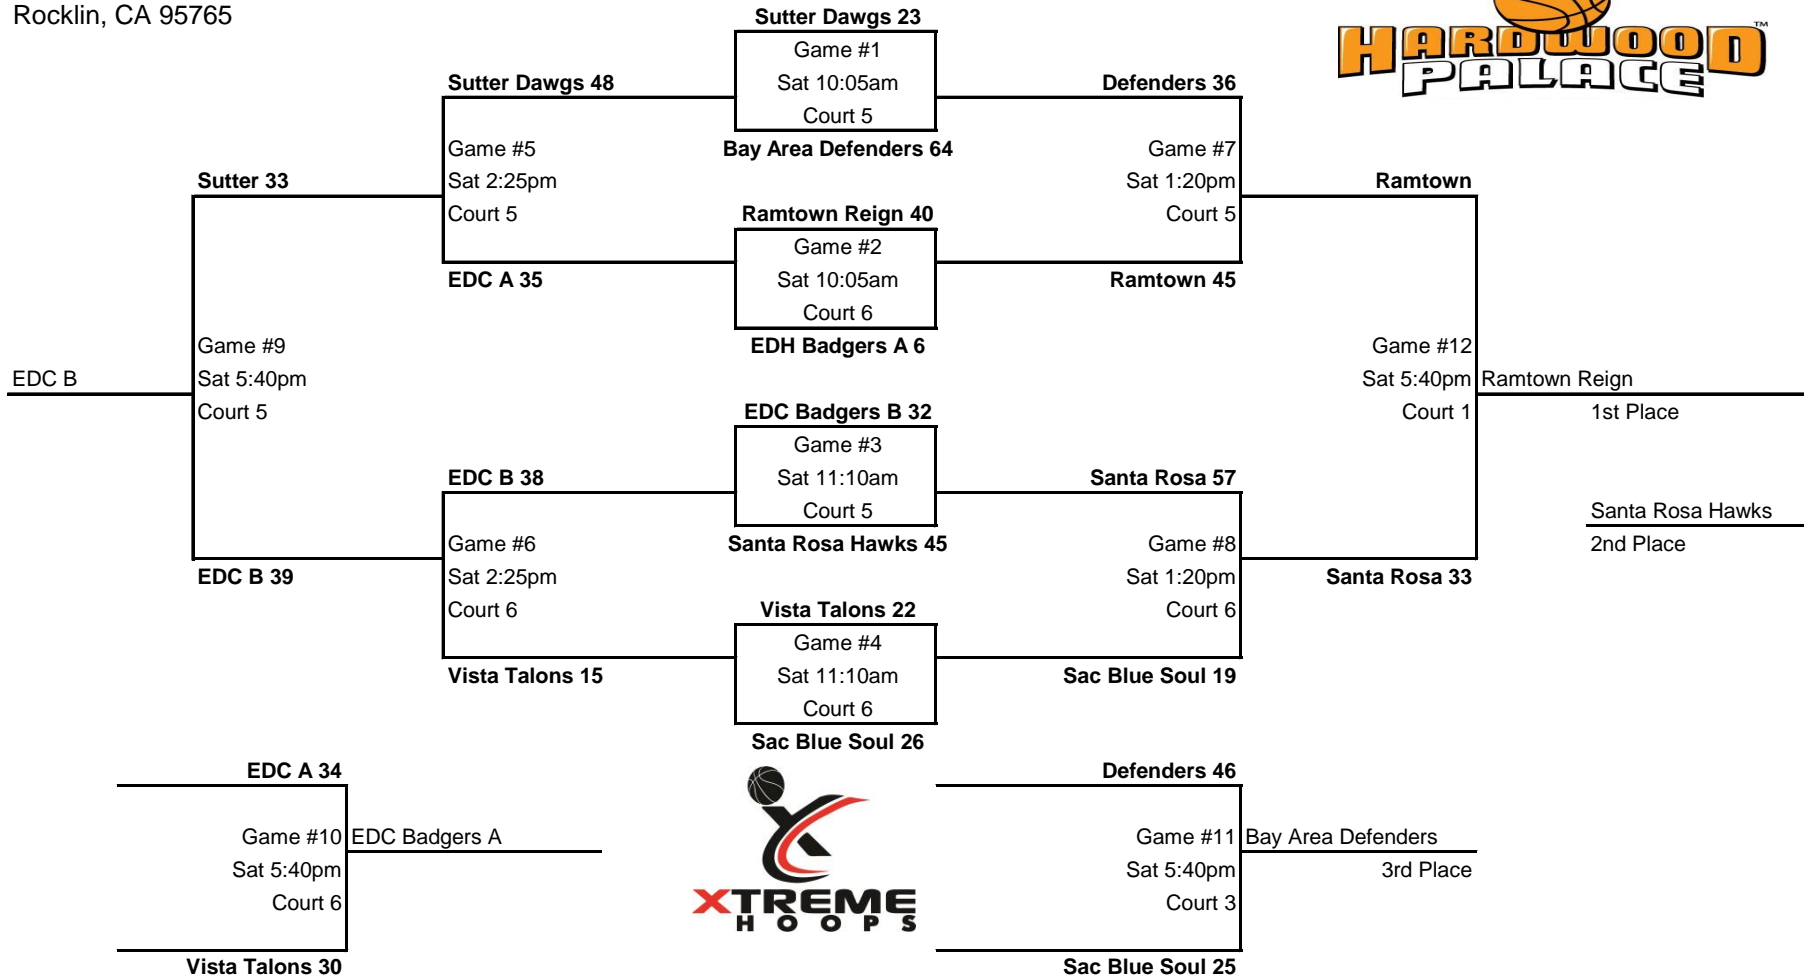 Rocklin, CA 95765
HARDWOOD
PALACE
™
Sutter Dawgs 23
Game #1
Sat 10:05am
Court 5
Bay Area Defenders 64
Sutter Dawgs 48
Game #5
Sat 2:25pm
Court 5
EDC A 35
Defenders 36
Game #7
Sat 1:20pm
Court 5
Ramtown 45
Sutter 33
Game #9
Sat 5:40pm
Court 5
EDC B 39
EDC B
Ramtown Reign 40
Game #2
Sat 10:05am
Court 6
EDH Badgers A 6
Ramtown
Game #12
Sat 5:40pm
Court 1
Santa Rosa 33
Ramtown Reign
1st Place
Santa Rosa Hawks
2nd Place
EDC Badgers B 32
Game #3
Sat 11:10am
Court 5
Santa Rosa Hawks 45
EDC B 38
Game #6
Sat 2:25pm
Court 6
Vista Talons 15
Santa Rosa 57
Game #8
Sat 1:20pm
Court 6
Sac Blue Soul 19
Vista Talons 22
Game #4
Sat 11:10am
Court 6
Sac Blue Soul 26
EDC A 34
Game #10
Sat 5:40pm
Court 6
Vista Talons 30
EDC Badgers A
XTREME
HOOPS
Defenders 46
Game #11
Sat 5:40pm
Court 3
Sac Blue Soul 25
Bay Area Defenders
3rd Place